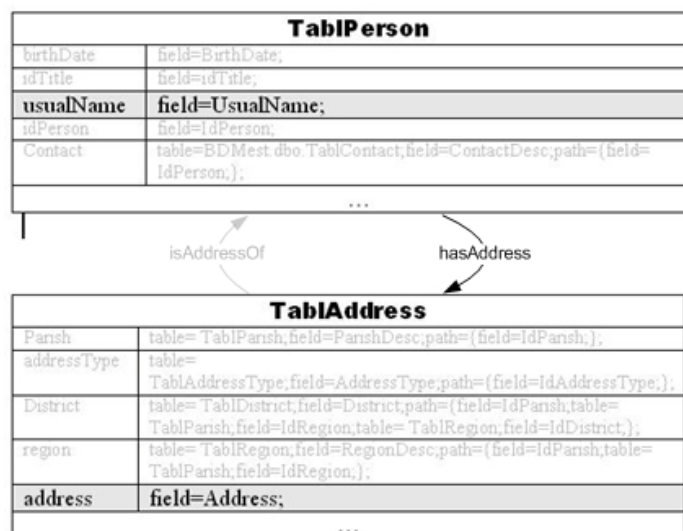 TablPerson
birthDate field=BirthDate;
idTitle field=idTitle;
usualName field=UsualName;
idPerson field=IdPerson;
Contact table=BDMest.dbo.TablContact;field=ContactDesc;path={field=
IdPerson;};
...
isAddressOf hasAddress
TablAddress
Parish table= TablParish;field=ParishDesc;path={field=IdParish;};
addressType table=
TablAddressType;field=AddressType;path={field=IdAddressType;};
District table= TablDistrict;field=District;path={field=IdParish;table=
TablParish;field=IdRegion;table= TablRegion;field=IdDistrict;};
region table= TablRegion;field=RegionDesc;path={field=IdParish;table=
TablParish;field=IdRegion;};
address field=Address;
...